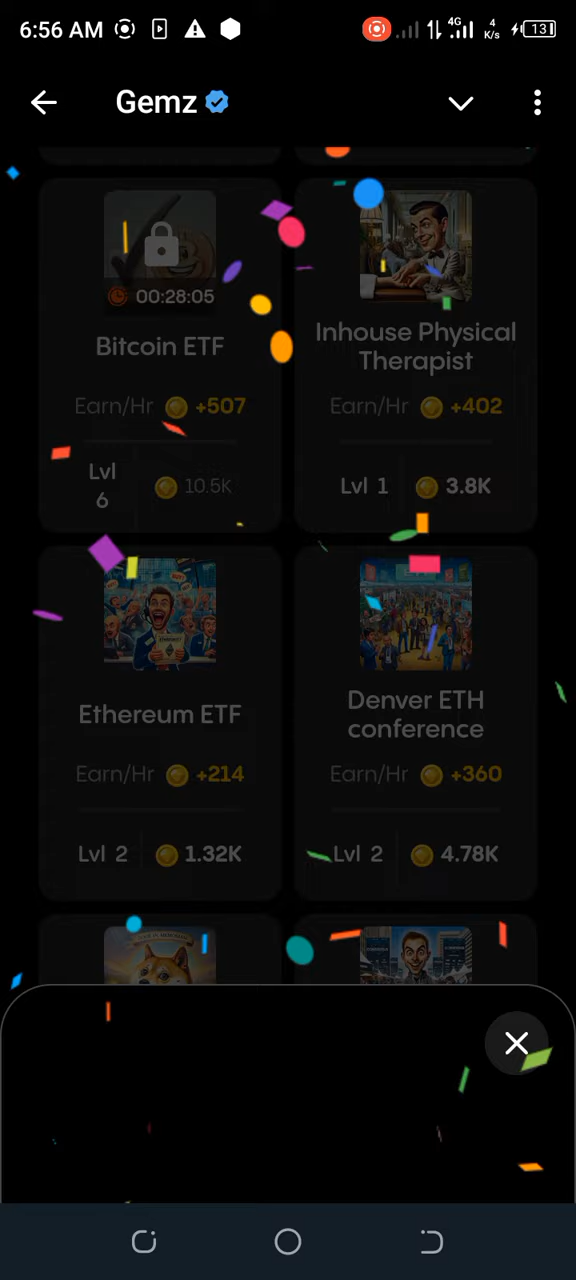 6:56 AM
4G
4
K/s
13
Gemz
00:28:05
Bitcoin ETF
Earn/Hr +507
Lvl
6
10.5K
Inhouse Physical
Therapist
Earn/Hr +402
Lvl 1
3.8K
Ethereum ETF
Earn/Hr +214
Lvl 2
1.32K
Denver ETH
conference
Earn/Hr +360
Lvl 2
4.78K